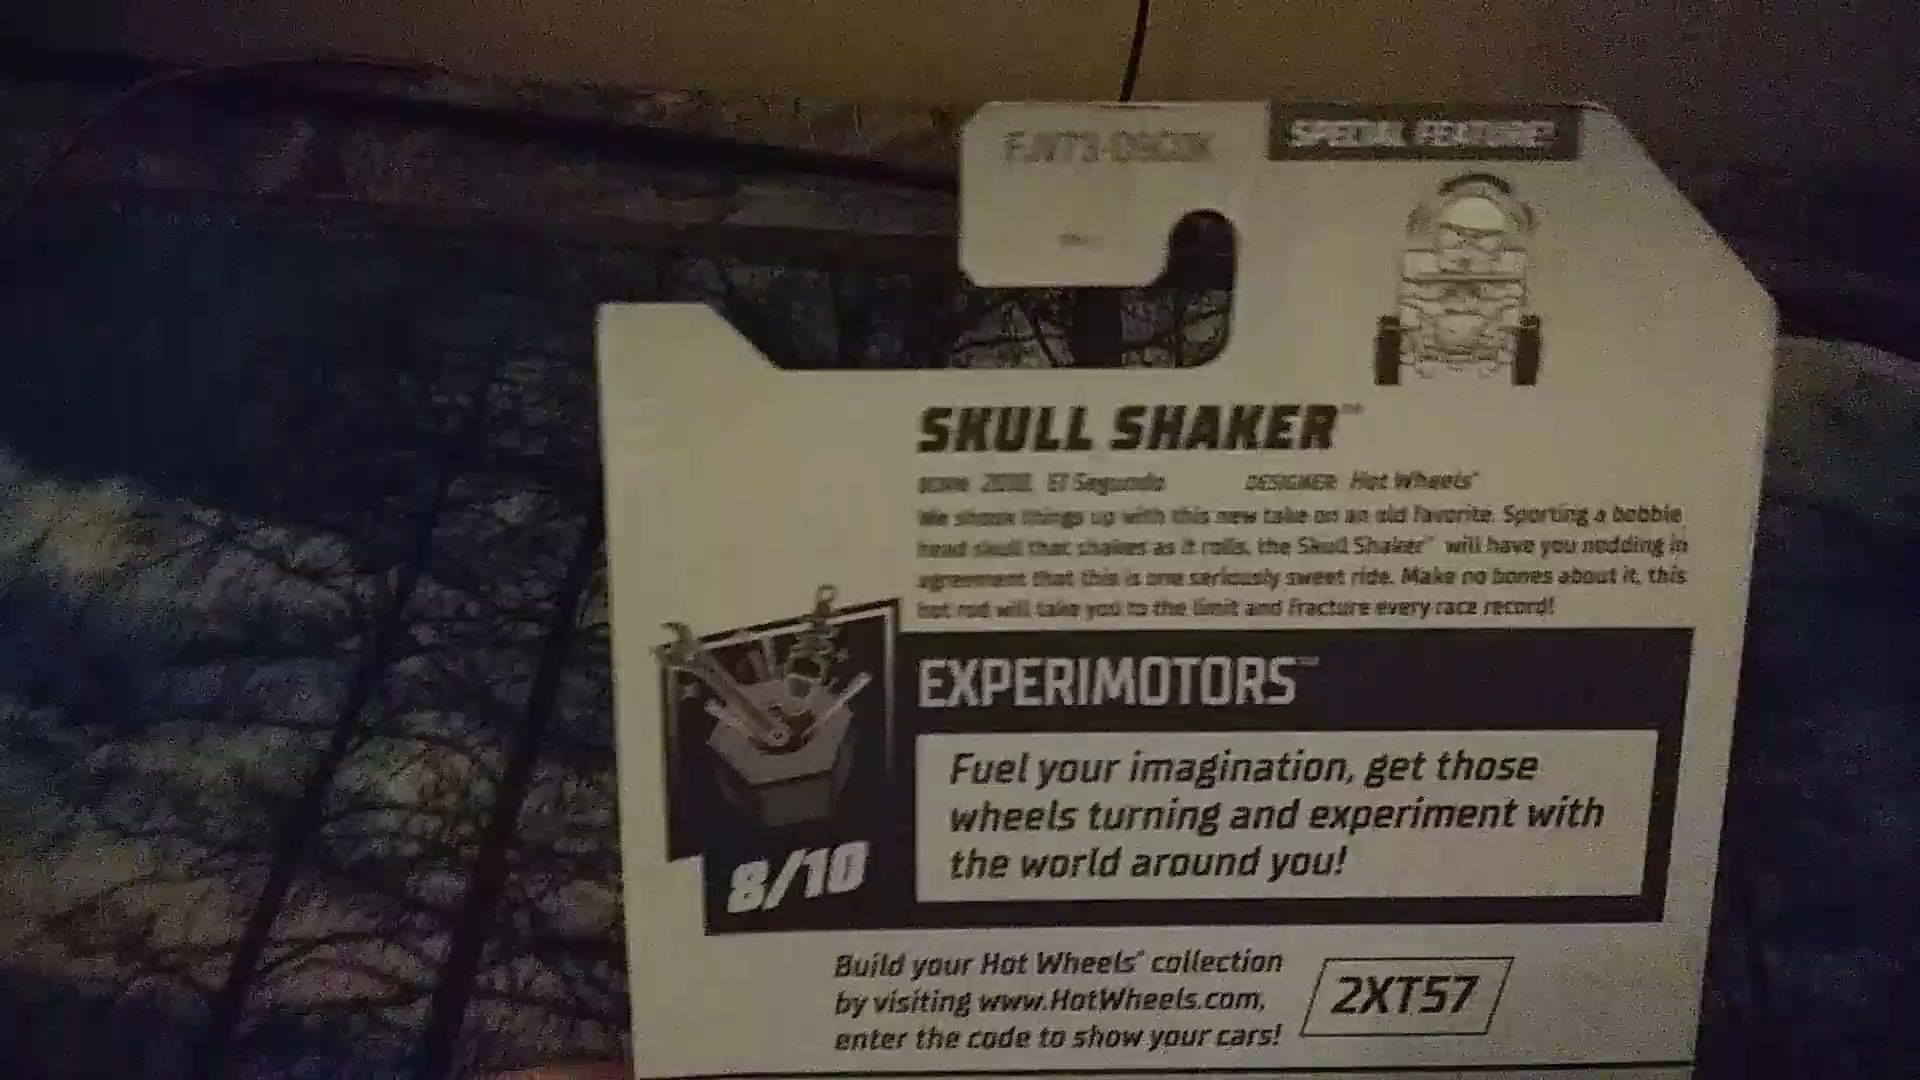 SPECIAL FEATURE!
SKULL SHAKER™
BORN: 2018, El Segundo DESIGNER: Hot Wheels®
We shook things up with this new take on an old favorite. Sporting a bobble
head skull that shakes as it rolls, the Skull Shaker™ will have you nodding in
agreement that this is one seriously sweet ride. Make no bones about it, this
hot rod will take you to the limit and fracture every race record!
EXPERIMOTORS™
Fuel your imagination, get those
wheels turning and experiment with
the world around you!
8/10
Build your Hot Wheels® collection
by visiting www.HotWheels.com,
enter the code to show your cars!
2XT57